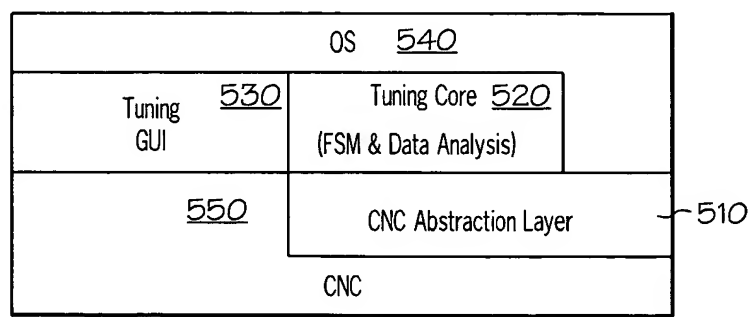 OS 540
Tuning GUI 530
Tuning Core 520
(FSM & Data Analysis)
550
CNC Abstraction Layer
510
CNC